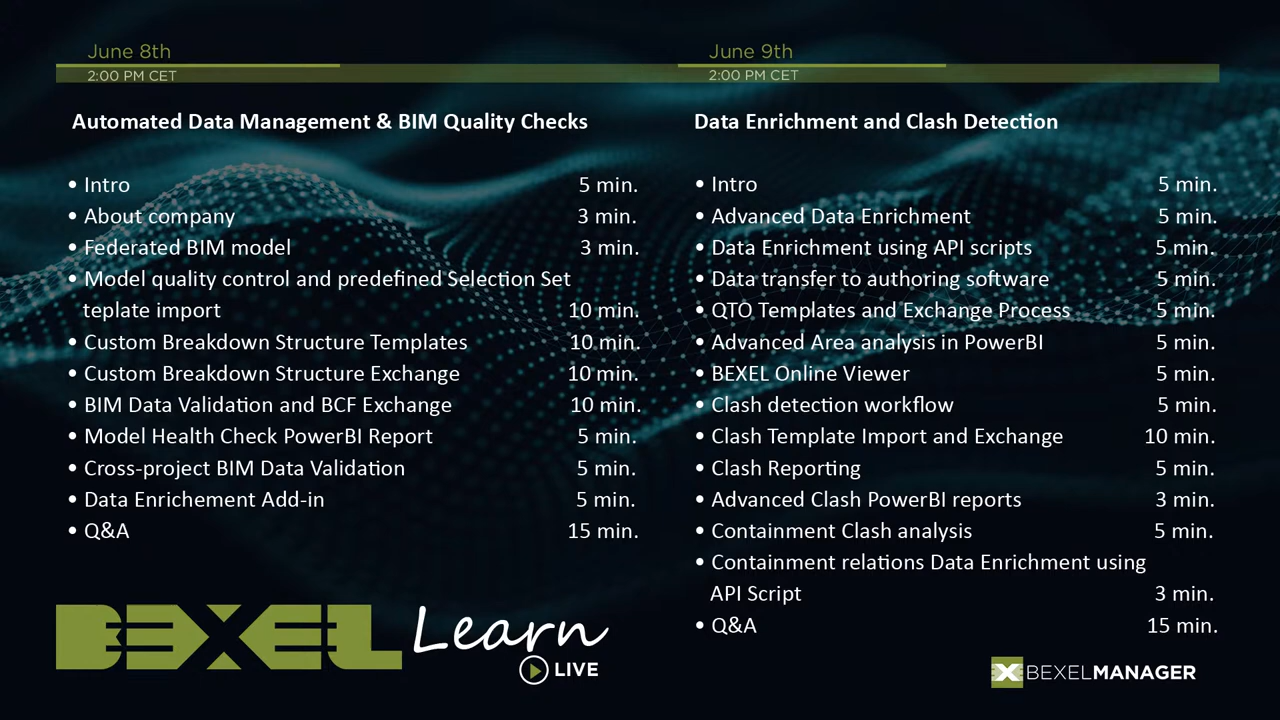 June 8th
2:00 PM CET
Automated Data Management & BIM Quality Checks
• Intro 5 min.
• About company 3 min.
• Federated BIM model 3 min.
• Model quality control and predefined Selection Set
teplate import 10 min.
• Custom Breakdown Structure Templates 10 min.
• Custom Breakdown Structure Exchange 10 min.
• BIM Data Validation and BCF Exchange 10 min.
• Model Health Check PowerBI Report 5 min.
• Cross-project BIM Data Validation 5 min.
• Data Enrichement Add-in 5 min.
• Q&A 15 min.
June 9th
2:00 PM CET
Data Enrichment and Clash Detection
• Intro 5 min.
• Advanced Data Enrichment 5 min.
• Data Enrichment using API scripts 5 min.
• Data transfer to authoring software 5 min.
• QTO Templates and Exchange Process 5 min.
• Advanced Area analysis in PowerBI 5 min.
• BEXEL Online Viewer 5 min.
• Clash detection workflow 5 min.
• Clash Template Import and Exchange 10 min.
• Clash Reporting 5 min.
• Advanced Clash PowerBI reports 3 min.
• Containment Clash analysis 5 min.
• Containment relations Data Enrichment using
API Script 3 min.
• Q&A 15 min.
BEXEL Learn
LIVE
BEXELMANAGER